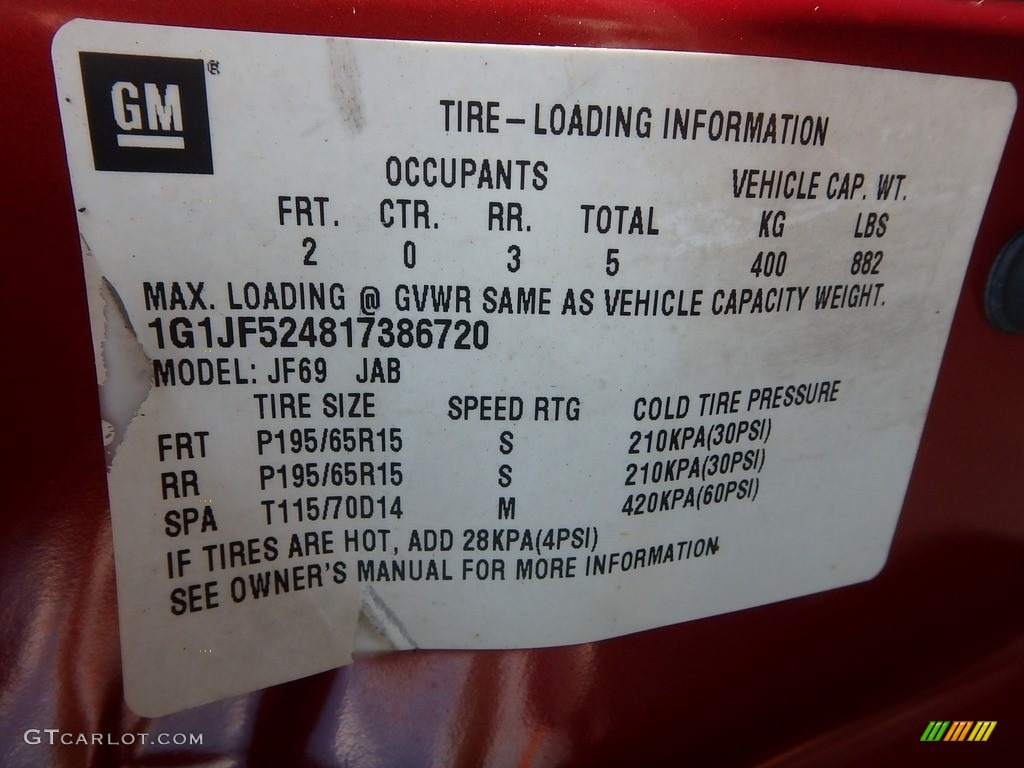 GM®
TIRE-LOADING INFORMATION
OCCUPANTS VEHICLE CAP. WT.
FRT. CTR. RR. TOTAL KG LBS
2 0 3 5 400 882
MAX. LOADING @ GVWR SAME AS VEHICLE CAPACITY WEIGHT.
1G1JF524817386720
MODEL: JF69 JAB
TIRE SIZE SPEED RTG COLD TIRE PRESSURE
FRT P195/65R15 S 210KPA(30PSI)
RR P195/65R15 S 210KPA(30PSI)
SPA T115/70D14 M 420KPA(60PSI)
IF TIRES ARE HOT, ADD 28KPA(4PSI)
SEE OWNER'S MANUAL FOR MORE INFORMATION
GTCARLOT.COM